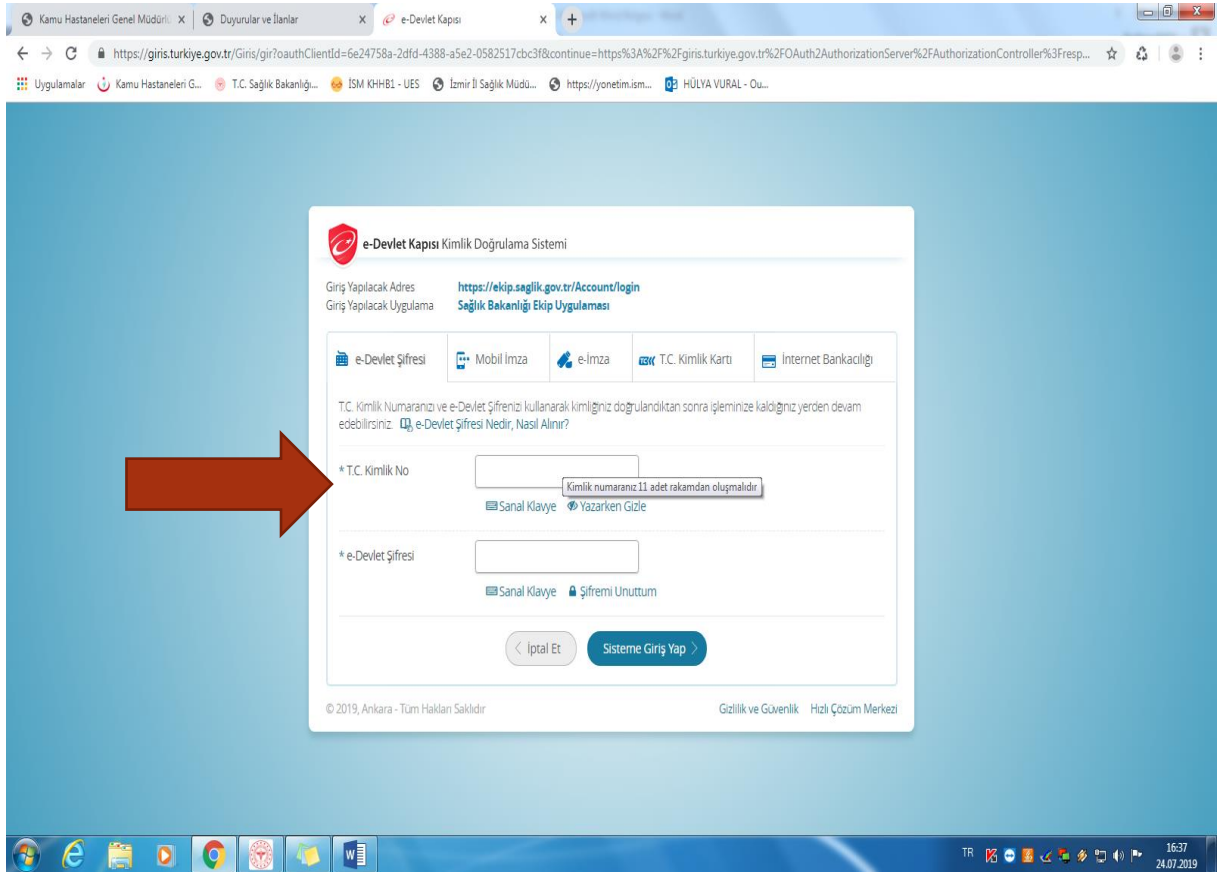 Kamu Hastaneleri Genel Müdürlü
Duyurular ve İlanlar
e-Devlet Kapısı
https://giris.turkiye.gov.tr/Giris/gir?oauthClientId=6e24758a-2dfd-4388-a5e2-0582517cbc3f&continue=https%3A%2F%2Fgiris.turkiye.gov.tr%2FOAuth2AuthorizationServer%2FAuthorizationController%3Fresp...
Uygulamalar Kamu Hastaneleri G... T.C. Sağlık Bakanlığı... İSM KHHB1 - UES İzmir İl Sağlık Müdü... https://yonetim.ism... HÜLYA VURAL - Ou...
e-Devlet Kapısı Kimlik Doğrulama Sistemi
Giriş Yapılacak Adres https://ekip.saglik.gov.tr/Account/login
Giriş Yapılacak Uygulama Sağlık Bakanlığı Ekip Uygulaması
e-Devlet Şifresi Mobil İmza e-İmza T.C. Kimlik Kartı İnternet Bankacılığı
T.C. Kimlik Numaranızı ve e-Devlet Şifrenizi kullanarak kimliğiniz doğrulandıktan sonra işleminize kaldığınız yerden devam
edebilirsiniz. e-Devlet Şifresi Nedir, Nasıl Alınır?
* T.C. Kimlik No
Kimlik numaranız 11 adet rakamdan oluşmalıdır
Sanal Klavye Yazarken Gizle
* e-Devlet Şifresi
Sanal Klavye Şifremi Unuttum
İptal Et Sisteme Giriş Yap
© 2019, Ankara - Tüm Hakları Saklıdır Gizlilik ve Güvenlik Hızlı Çözüm Merkezi
TR 16:37
24.07.2019